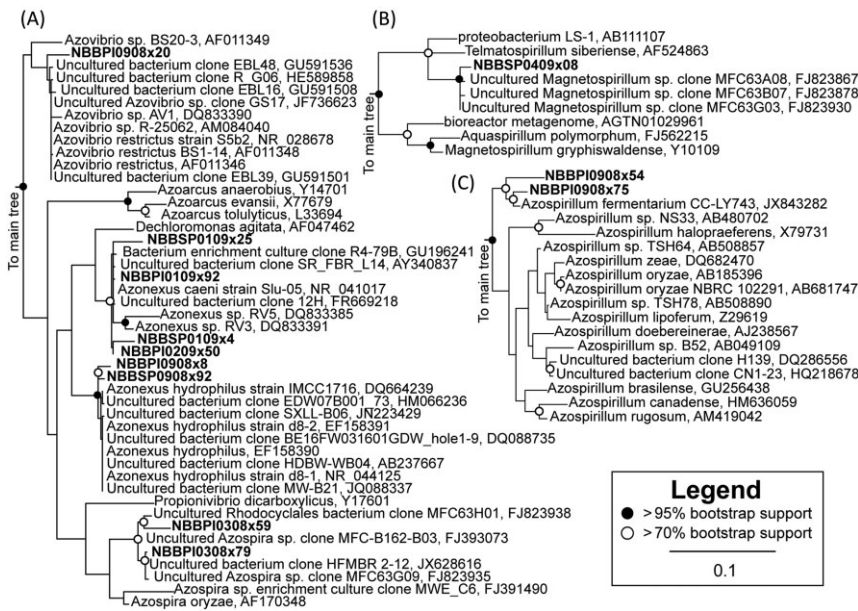 (A)
Azovibrio sp. BS20-3, AF011349
NBBPI0908x20
Uncultured bacterium clone EBL48, GU591536
Uncultured bacterium clone R_G06, HE589858
Uncultured bacterium clone EBL16, GU591508
Uncultured Azovibrio sp. clone GS17, JF736623
Azovibrio sp. AV1, DQ833390
Azovibrio sp. R-25062, AM084040
Azovibrio restrictus strain S5b2, NR_028678
Azovibrio restrictus BS1-14, AF011348
Azovibrio restrictus, AF011346
Uncultured bacterium clone EBL39, GU591501
Azoarcus anaerobius, Y14701
Azoarcus evansii, X77679
Azoarcus tolulyticus, L33694
Dechloromonas agitata, AF047462
NBBSP0109x25
Bacterium enrichment culture clone R4-79B, GU196241
Uncultured bacterium clone SR_FBR_L14, AY340837
NBBPI0109x92
Azonexus caeni strain Slu-05, NR_041017
Uncultured bacterium clone 12H, FR669218
Azonexus sp. RV5, DQ833385
Azonexus sp. RV3, DQ833391
NBBSP0109x4
NBBPI0209x50
NBBPI0908x8
NBBSP0908x92
Azonexus hydrophilus strain IMCC1716, DQ664239
Uncultured bacterium clone EDW07B001_73, HM066236
Uncultured bacterium clone SXLL-B06, JN223429
Azonexus hydrophilus strain d8-2, EF158391
Uncultured bacterium clone BE16FW031601GDW_hole1-9, DQ088735
Azonexus hydrophilus, EF158390
Uncultured bacterium clone HDBW-WB04, AB237667
Azonexus hydrophilus strain d8-1, NR_044125
Uncultured bacterium clone MW-B21, JQ088337
Propionivibrio dicarboxylicus, Y17601
Uncultured Rhodocyclales bacterium clone MFC63H01, FJ823938
NBBPI0308x59
Uncultured Azospira sp. clone MFC-B162-B03, FJ393073
NBBPI0308x79
Uncultured bacterium clone HFMBR 2-12, JX628616
Uncultured Azospira sp. clone MFC63G09, FJ823935
Azospira sp. enrichment culture clone MWE_C6, FJ391490
Azospira oryzae, AF170348
To main tree
(B)
proteobacterium LS-1, AB111107
Telmatospirillum siberiense, AF524863
NBBSP0409x08
Uncultured Magnetospirillum sp. clone MFC63A08, FJ823867
Uncultured Magnetospirillum sp. clone MFC63B07, FJ823878
Uncultured Magnetospirillum sp. clone MFC63G03, FJ823930
bioreactor metagenome, AGTN01029961
Aquaspirillum polymorphum, FJ562215
Magnetospirillum gryphiswaldense, Y10109
To main tree
(C)
NBBPI0908x54
NBBPI0908x75
Azospirillum fermentarium CC-LY743, JX843282
Azospirillum sp. NS33, AB480702
Azospirillum halopraeferens, X79731
Azospirillum sp. TSH64, AB508857
Azospirillum zeae, DQ682470
Azospirillum oryzae, AB185396
Azospirillum oryzae NBRC 102291, AB681747
Azospirillum sp. TSH78, AB508890
Azospirillum lipoferum, Z29619
Azospirillum doebereinerae, AJ238567
Azospirillum sp. B52, AB049109
Uncultured bacterium clone H139, DQ286556
Uncultured bacterium clone CN1-23, HQ218678
Azospirillum brasilense, GU256438
Azospirillum canadense, HM636059
Azospirillum rugosum, AM419042
To main tree
Legend
>95% bootstrap support
>70% bootstrap support
0.1